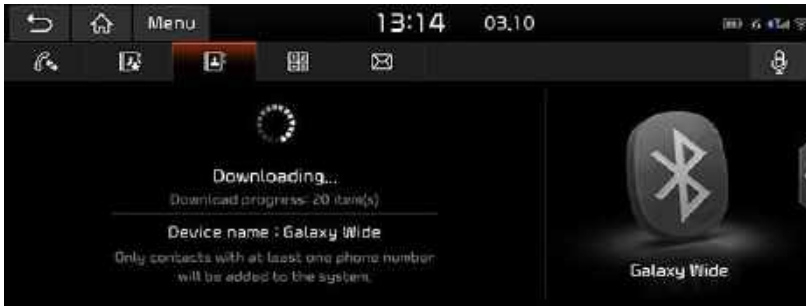 Menu
13:14
03.10
Downloading...
Download progress: 20 item(s)
Device name : Galaxy Wide
Only contacts with at least one phone number
will be added to the system.
Galaxy Wide